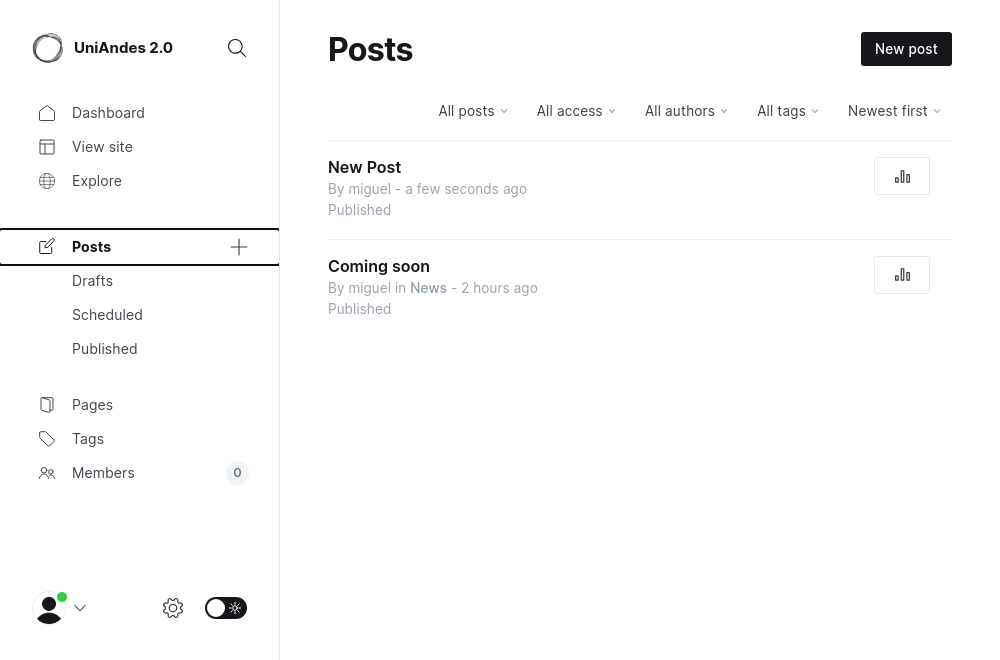 UniAndes 2.0
Dashboard
View site
Explore
Posts
Drafts
Scheduled
Published
Pages
Tags
Members
0
Posts
New post
All posts
All access
All authors
All tags
Newest first
New Post
By miguel - a few seconds ago
Published
Coming soon
By miguel in News - 2 hours ago
Published